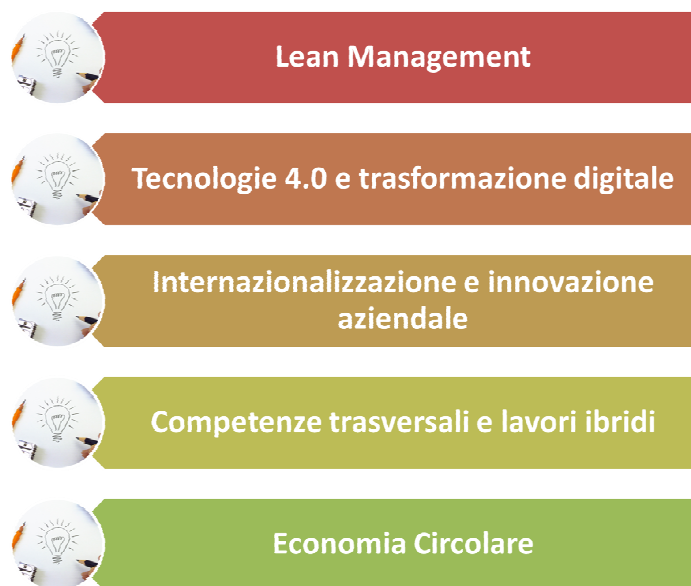 Lean Management
Tecnologie 4.0 e trasformazione digitale
Internazionalizzazione e innovazione
aziendale
Competenze trasversali e lavori ibridi
Economia Circolare